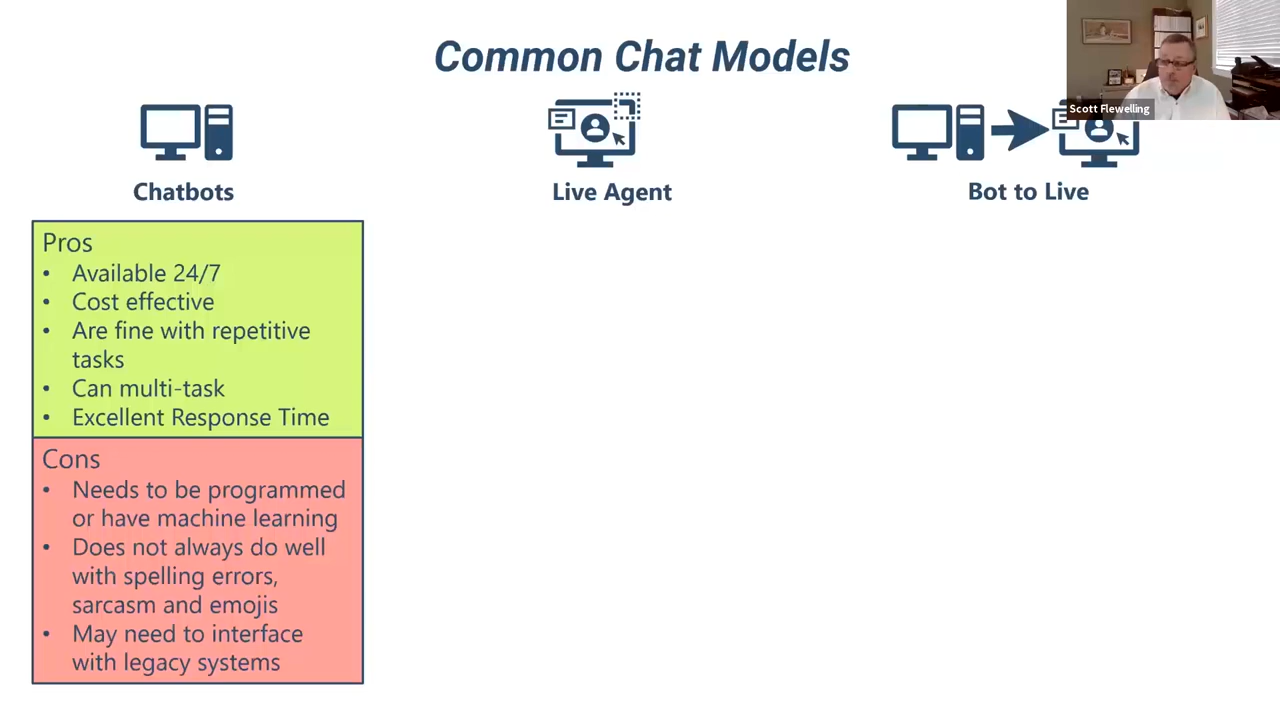 Common Chat Models
Scott Flewelling
Chatbots
Live Agent
Bot to Live
Pros
• Available 24/7
• Cost effective
• Are fine with repetitive
tasks
• Can multi-task
• Excellent Response Time
Cons
• Needs to be programmed
or have machine learning
• Does not always do well
with spelling errors,
sarcasm and emojis
• May need to interface
with legacy systems